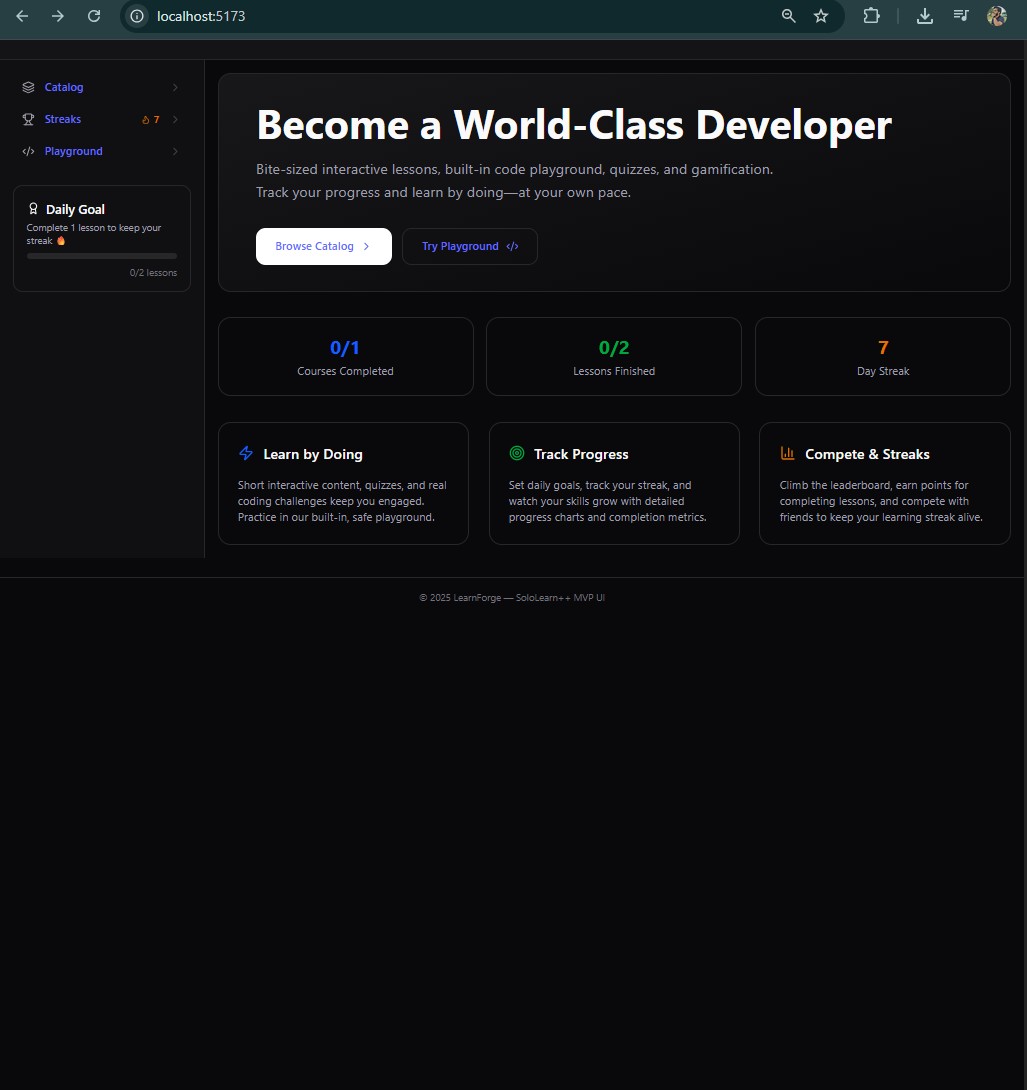 localhost:5173
Catalog
Streaks 7
Playground
Daily Goal
Complete 1 lesson to keep your
streak 🔥
0/2 lessons
Become a World-Class Developer
Bite-sized interactive lessons, built-in code playground, quizzes, and gamification.
Track your progress and learn by doing—at your own pace.
Browse Catalog
Try Playground
0/1
Courses Completed
0/2
Lessons Finished
7
Day Streak
Learn by Doing
Short interactive content, quizzes, and real
coding challenges keep you engaged.
Practice in our built-in, safe playground.
Track Progress
Set daily goals, track your streak, and
watch your skills grow with detailed
progress charts and completion metrics.
Compete & Streaks
Climb the leaderboard, earn points for
completing lessons, and compete with
friends to keep your learning streak alive.
© 2025 LearnForge — SoloLearn++ MVP UI